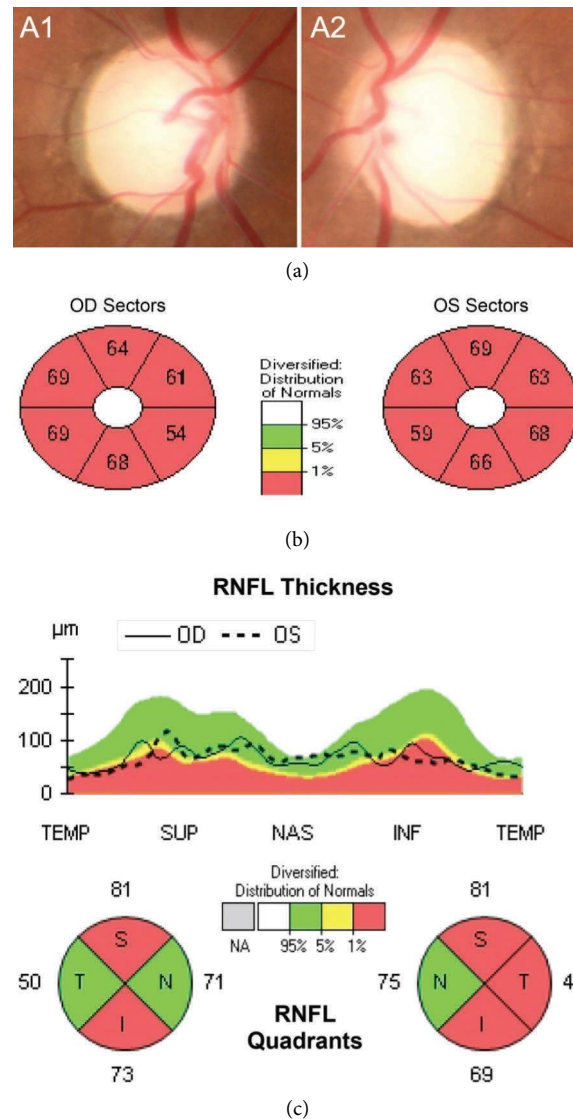 A1 A2
(a)
OD Sectors OS Sectors
64
69 61
69 54
68
Diversified:
Distribution
of Normals
95%
5%
1%
69
63 63
59 68
66
(b)
RNFL Thickness
µm
OD OS
200
100
0
TEMP SUP NAS INF TEMP
Diversified:
Distribution of Normals
NA 95% 5% 1%
81
S
50 T N 71
I
73
RNFL
Quadrants
81
S
75 N T 4
I
69
(c)